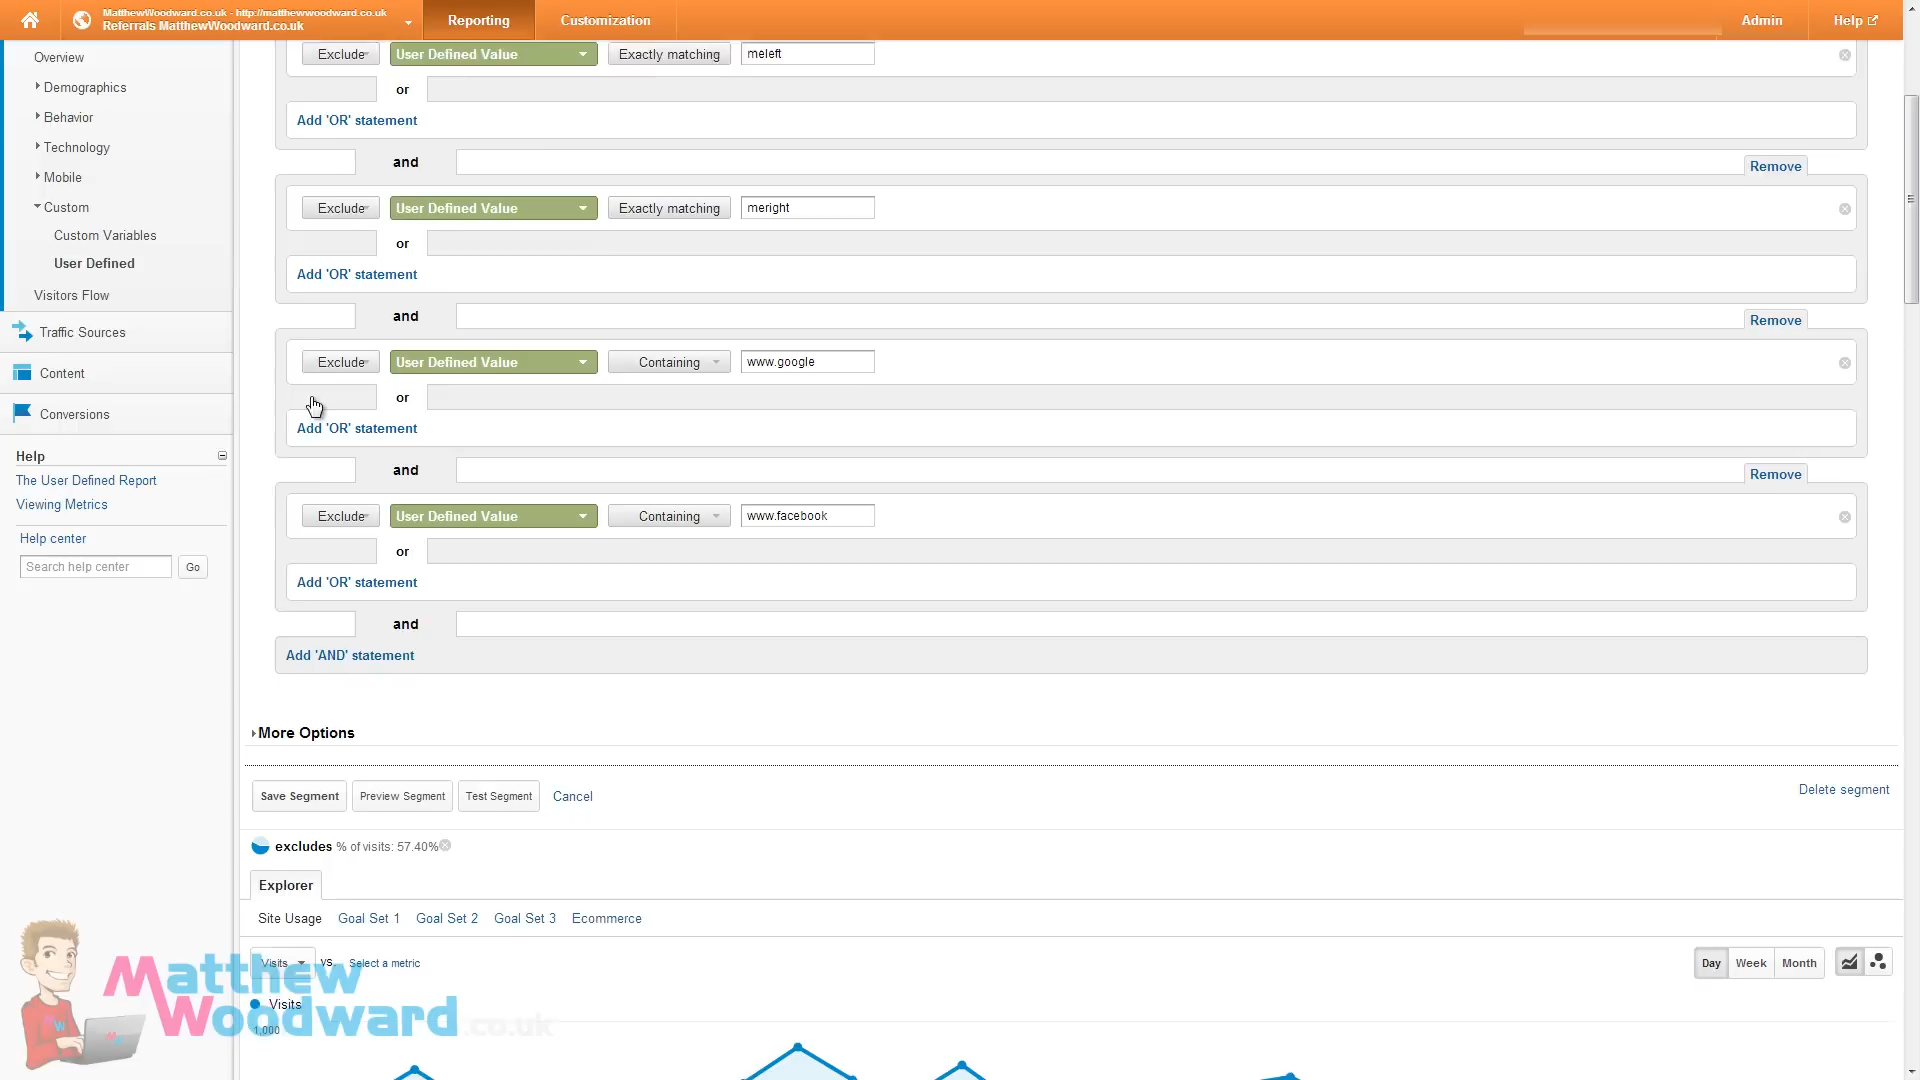 MatthewWoodward.co.uk - http://matthewwoodward.co.uk
Referrals MatthewWoodward.co.uk
Reporting
Customization
Admin
Help
Overview
Demographics
Behavior
Technology
Mobile
Custom
Custom Variables
User Defined
Visitors Flow
Traffic Sources
Content
Conversions
Help
The User Defined Report
Viewing Metrics
Help center
Search help center
Go
Exclude User Defined Value Exactly matching meleft
or
Add 'OR' statement
and
Remove
Exclude User Defined Value Exactly matching meright
or
Add 'OR' statement
and
Remove
Exclude User Defined Value Containing www.google
or
Add 'OR' statement
and
Remove
Exclude User Defined Value Containing www.facebook
or
Add 'OR' statement
and
Add 'AND' statement
More Options
Save Segment Preview Segment Test Segment Cancel
Delete segment
excludes % of visits: 57.40%
Explorer
Site Usage Goal Set 1 Goal Set 2 Goal Set 3 Ecommerce
Visits VS Select a metric
Day Week Month
Visits
1,000
Matthew
Woodward.co.uk